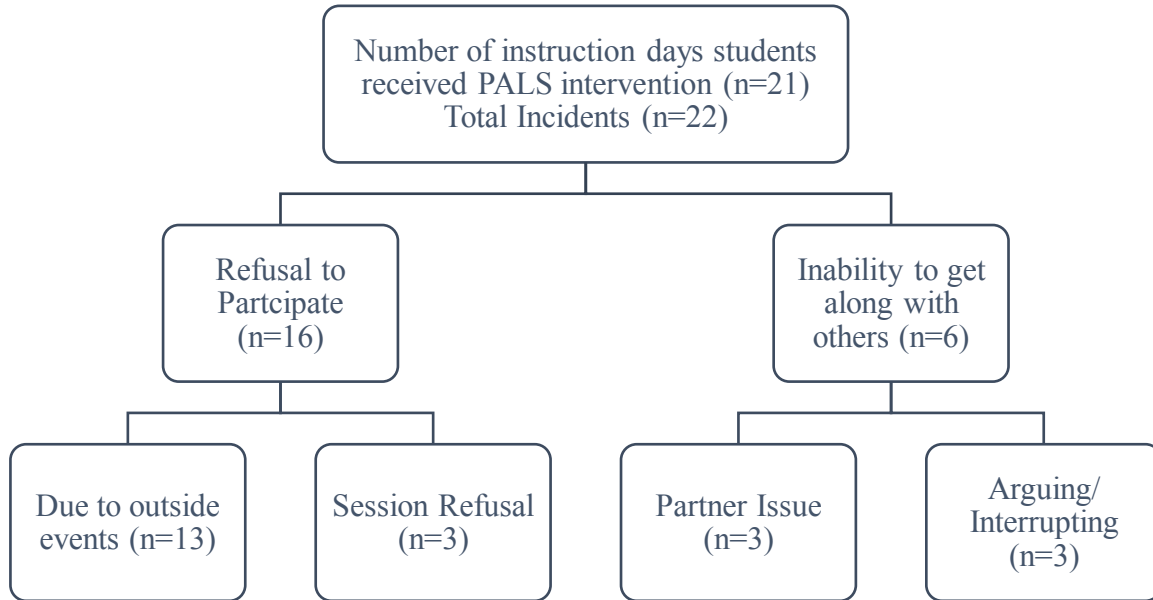 Number of instruction days students
received PALS intervention (n=21)
Total Incidents (n=22)
Refusal to
Partcipate
(n=16)
Inability to get
along with
others (n=6)
Due to outside
events (n=13)
Session Refusal
(n=3)
Partner Issue
(n=3)
Arguing/
Interrupting
(n=3)